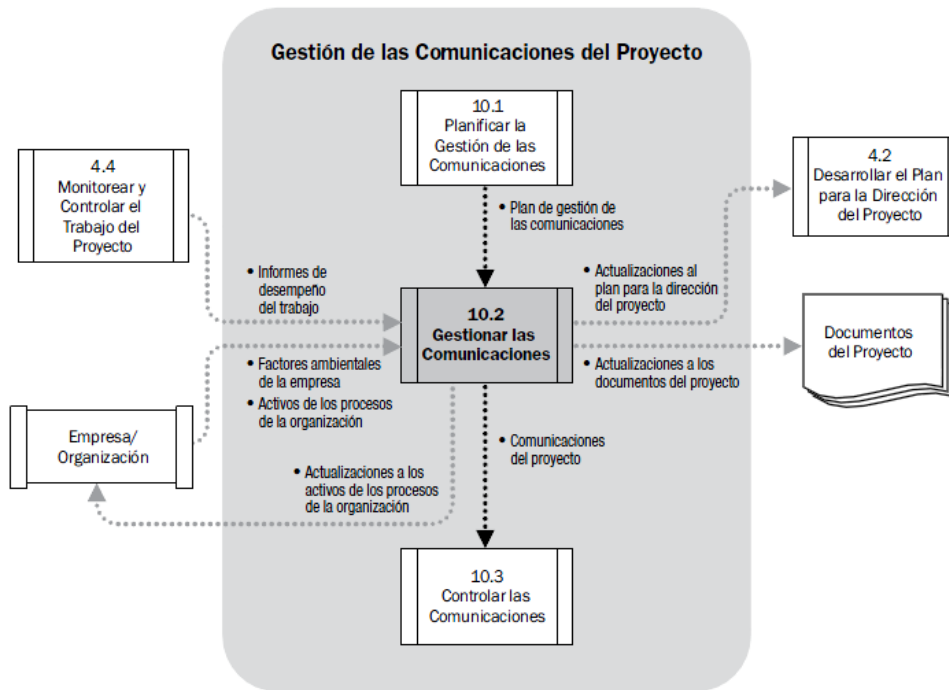 Gestión de las Comunicaciones del Proyecto
10.1
Planificar la
Gestión de las
Comunicaciones
4.4
Monitorear y
Controlar el
Trabajo del
Proyecto
4.2
Desarrollar el Plan
para la Dirección
del Proyecto
• Plan de gestión de
las comunicaciones
• Informes de
desempeño
del trabajo
• Actualizaciones al
plan para la dirección
del proyecto
10.2
Gestionar las
Comunicaciones
Documentos
del Proyecto
• Factores ambientales
de la empresa
• Activos de los procesos
de la organización
• Actualizaciones a los
documentos del proyecto
Empresa/
Organización
• Comunicaciones
del proyecto
• Actualizaciones a los
activos de los procesos
de la organización
10.3
Controlar las
Comunicaciones